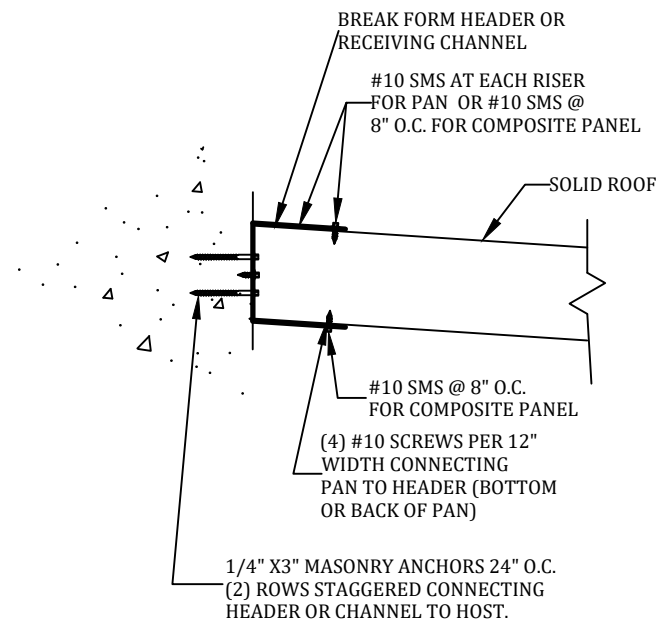 BREAK FORM HEADER OR
RECEIVING CHANNEL
#10 SMS AT EACH RISER
FOR PAN OR #10 SMS @
8" O.C. FOR COMPOSITE PANEL
SOLID ROOF
#10 SMS @ 8" O.C.
FOR COMPOSITE PANEL
(4) #10 SCREWS PER 12"
WIDTH CONNECTING
PAN TO HEADER (BOTTOM
OR BACK OF PAN)
1/4" X3" MASONRY ANCHORS 24" O.C.
(2) ROWS STAGGERED CONNECTING
HEADER OR CHANNEL TO HOST.